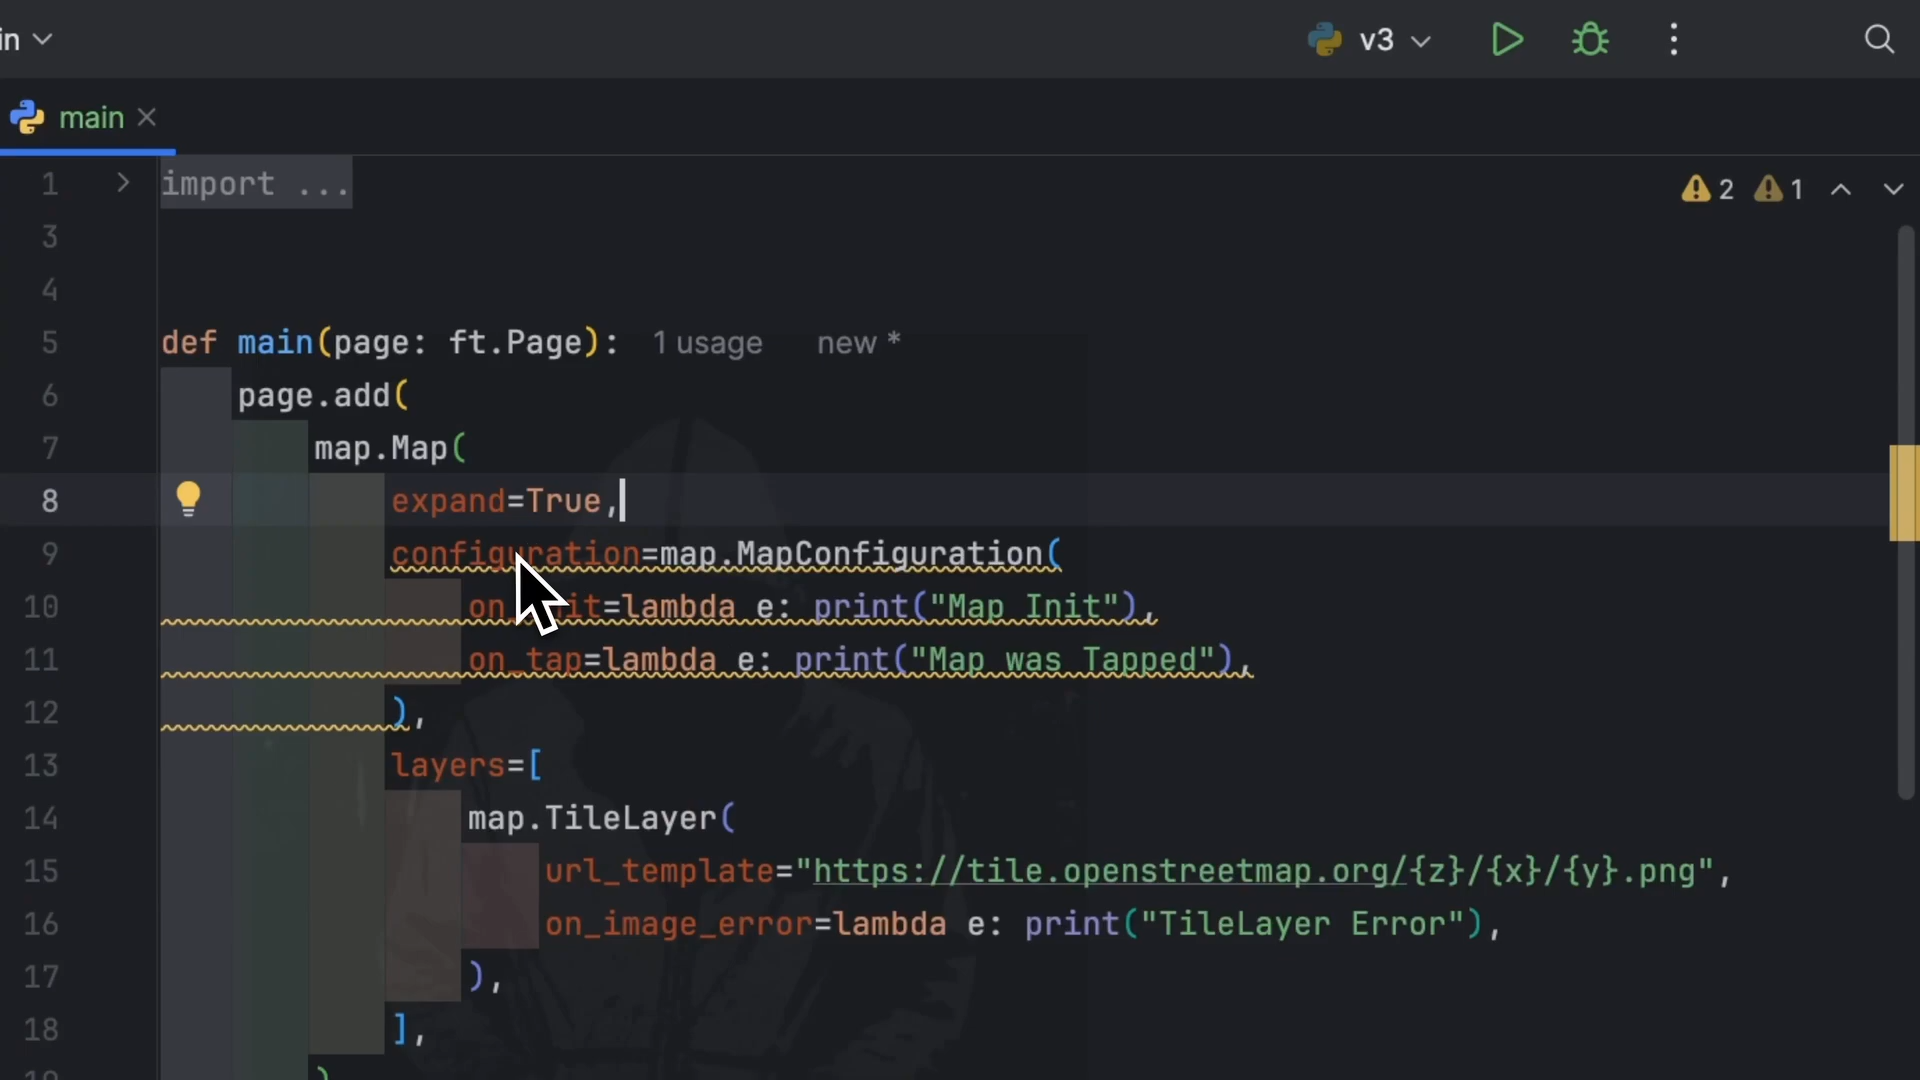 in
v3
main
2 1
1 import ...
3
4
5 def main(page: ft.Page): 1 usage new *
6 page.add(
7 map.Map(
8 expand=True,
9 configuration=map.MapConfiguration(
10 on_init=lambda e: print("Map Init"),
11 on_tap=lambda e: print("Map was Tapped"),
12 ),
13 layers=[
14 map.TileLayer(
15 url_template="https://tile.openstreetmap.org/{z}/{x}/{y}.png",
16 on_image_error=lambda e: print("TileLayer Error"),
17 ),
18 ],
19 )